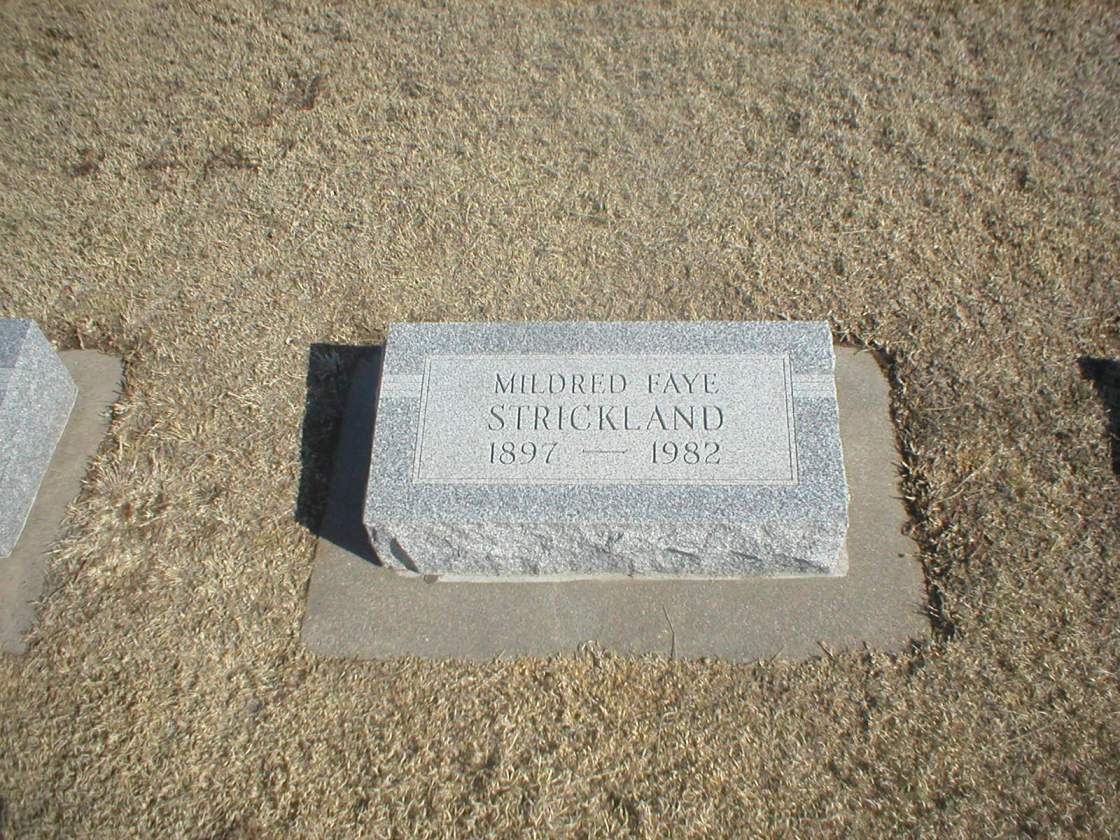 MILDRED FAYE
STRICKLAND
1897 — 1982